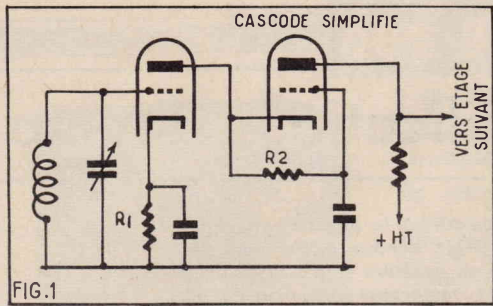 CASCODE SIMPLIFIE
VERS ETAGE
SUIVANT
R2
R1
+ HT
FIG.1